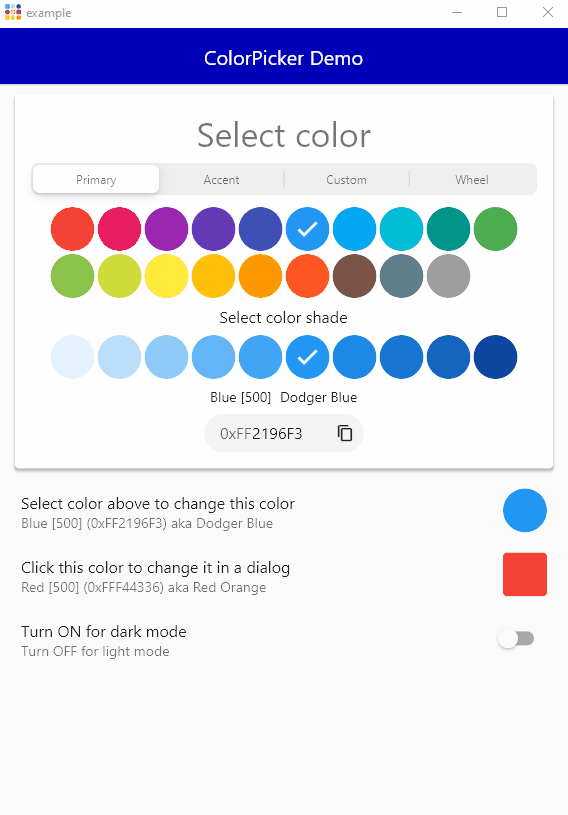 example
ColorPicker Demo
Select color
Primary Accent Custom Wheel
Select color shade
Blue [500] Dodger Blue
0xFF2196F3
Select color above to change this color
Blue [500] (0xFF2196F3) aka Dodger Blue
Click this color to change it in a dialog
Red [500] (0xFFF44336) aka Red Orange
Turn ON for dark mode
Turn OFF for light mode